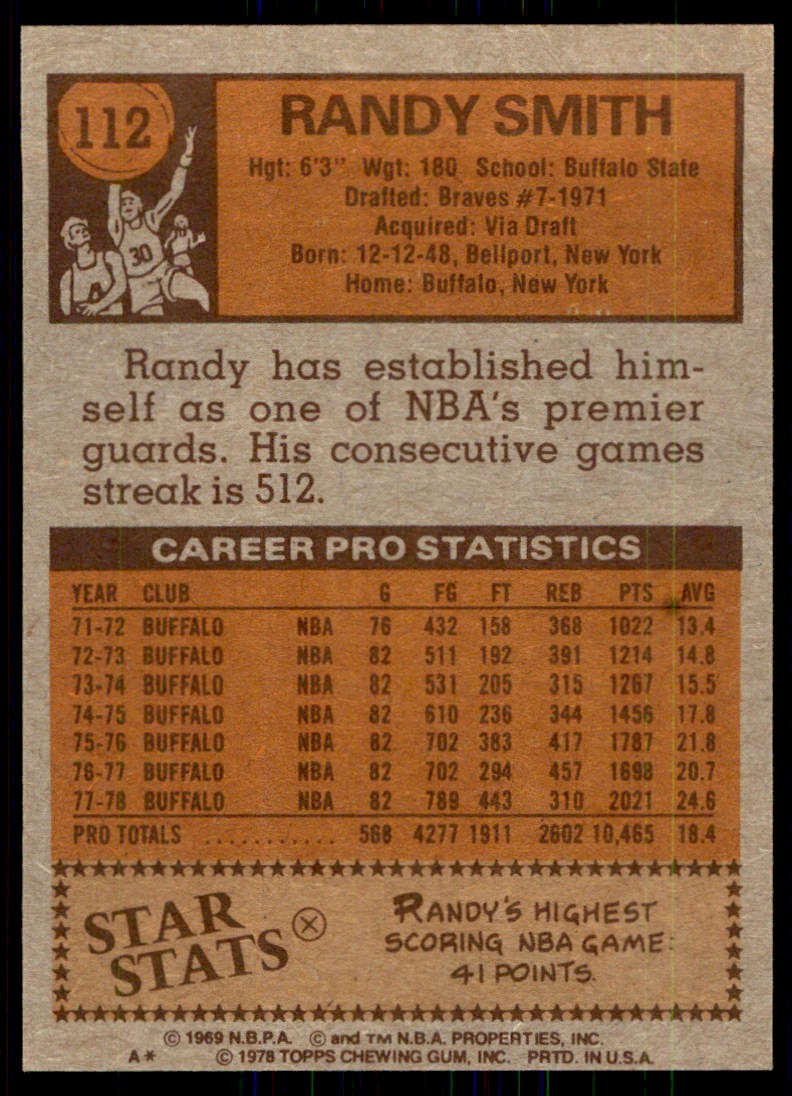 112
RANDY SMITH
Hgt: 6'3" Wgt: 180 School: Buffalo State
Drafted: Braves #7-1971
Acquired: Via Draft
Born: 12-12-48, Bellport, New York
Home: Buffalo, New York
30
Randy has established him-
self as one of NBA's premier
guards. His consecutive games
streak is 512.
CAREER PRO STATISTICS
YEAR CLUB G FG FT REB PTS AVG
71-72 BUFFALO NBA 76 432 158 368 1022 13.4
72-73 BUFFALO NBA 82 511 192 391 1214 14.8
73-74 BUFFALO NBA 82 531 205 315 1267 15.5
74-75 BUFFALO NBA 82 610 236 344 1456 17.8
75-76 BUFFALO NBA 82 702 383 417 1787 21.8
76-77 BUFFALO NBA 82 702 294 457 1698 20.7
77-78 BUFFALO NBA 82 789 443 310 2021 24.6
PRO TOTALS ........... 568 4277 1911 2602 10,465 18.4
STAR
STATS
RANDY'S HIGHEST
SCORING NBA GAME:
41 POINTS.
© 1969 N.B.P.A. © and TM N.B.A. PROPERTIES, INC.
A* © 1978 TOPPS CHEWING GUM, INC. PRTD. IN U.S.A.